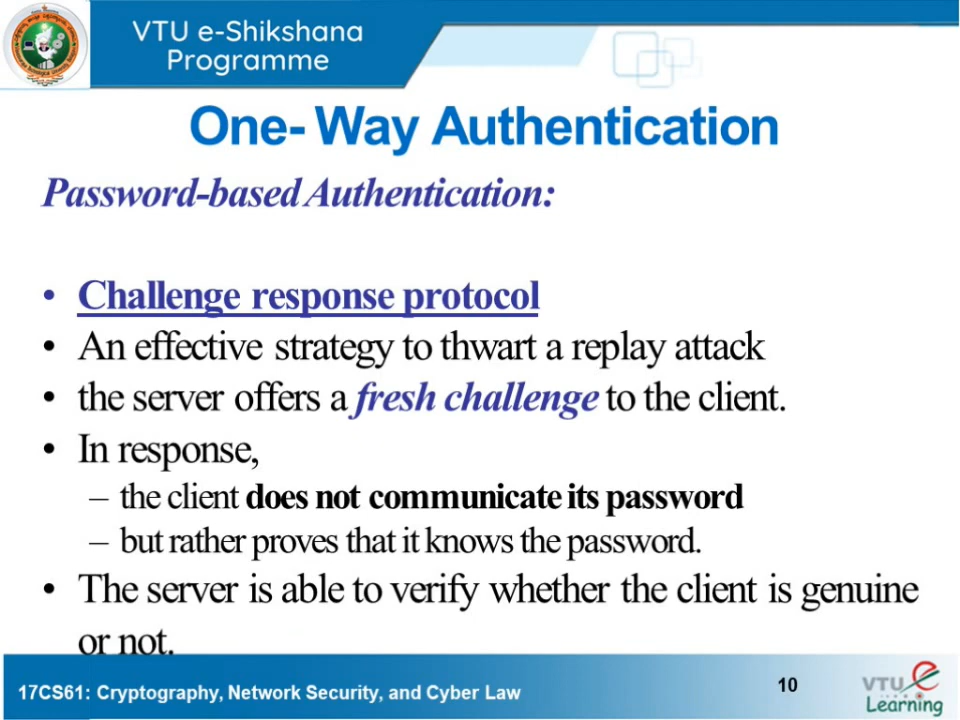 VTU e-Shikshana
Programme
One- Way Authentication
Password-based Authentication:
• Challenge response protocol
• An effective strategy to thwart a replay attack
• the server offers a fresh challenge to the client.
• In response,
– the client does not communicate its password
– but rather proves that it knows the password.
• The server is able to verify whether the client is genuine
or not.
17CS61: Cryptography, Network Security, and Cyber Law
10
VTU e
Learning